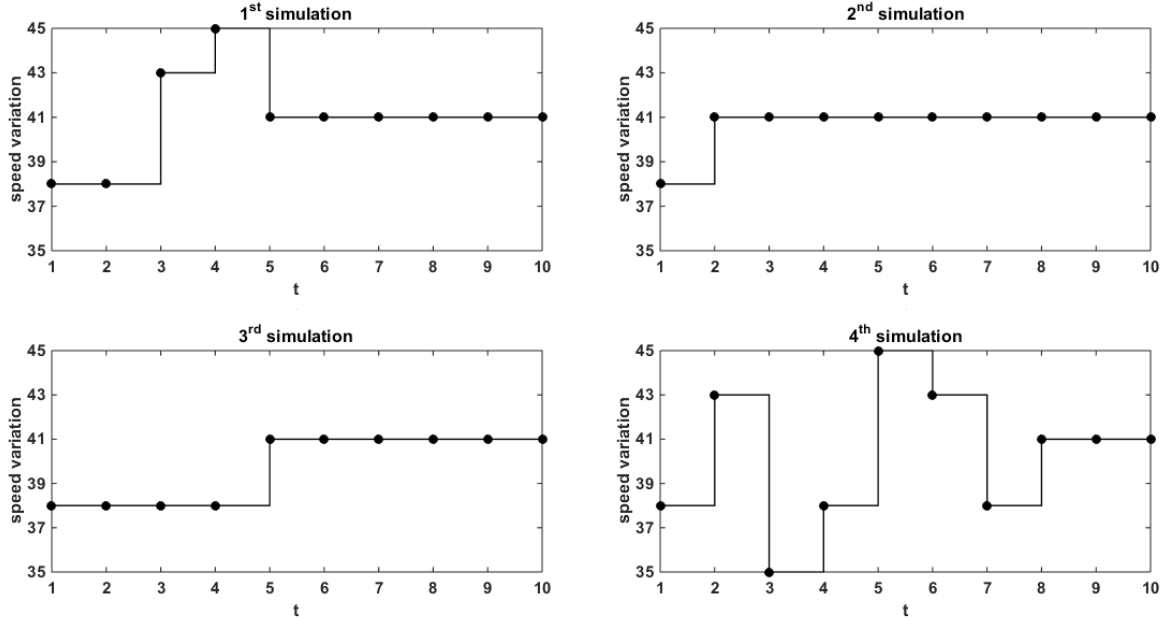 1st simulation
45
43
41
39
37
35
speed variation
1 2 3 4 5 6 7 8 9 10
t
2nd simulation
45
43
41
39
37
35
speed variation
1 2 3 4 5 6 7 8 9 10
t
3rd simulation
45
43
41
39
37
35
speed variation
1 2 3 4 5 6 7 8 9 10
t
4th simulation
45
43
41
39
37
35
speed variation
1 2 3 4 5 6 7 8 9 10
t